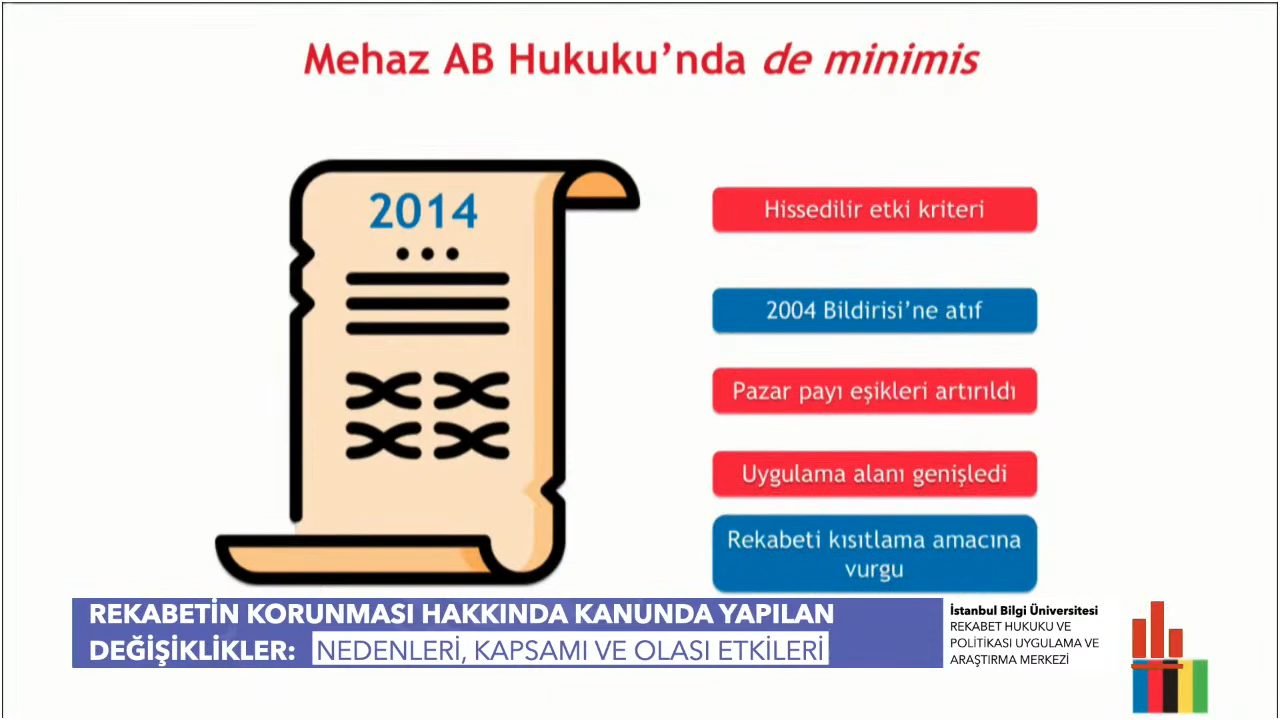 Mehaz AB Hukuku’nda de minimis
2014
Hissedilir etki kriteri
2004 Bildirisi’ne atıf
Pazar payı eşikleri artırıldı
Uygulama alanı genişledi
Rekabeti kısıtlama amacına
vurgu
REKABETİN KORUNMASI HAKKINDA KANUNDA YAPILAN
DEĞİŞİKLİKLER: NEDENLERİ, KAPSAMI VE OLASI ETKİLERİ
İstanbul Bilgi Üniversitesi
REKABET HUKUKU VE
POLİTİKASI UYGULAMA VE
ARAŞTIRMA MERKEZİ